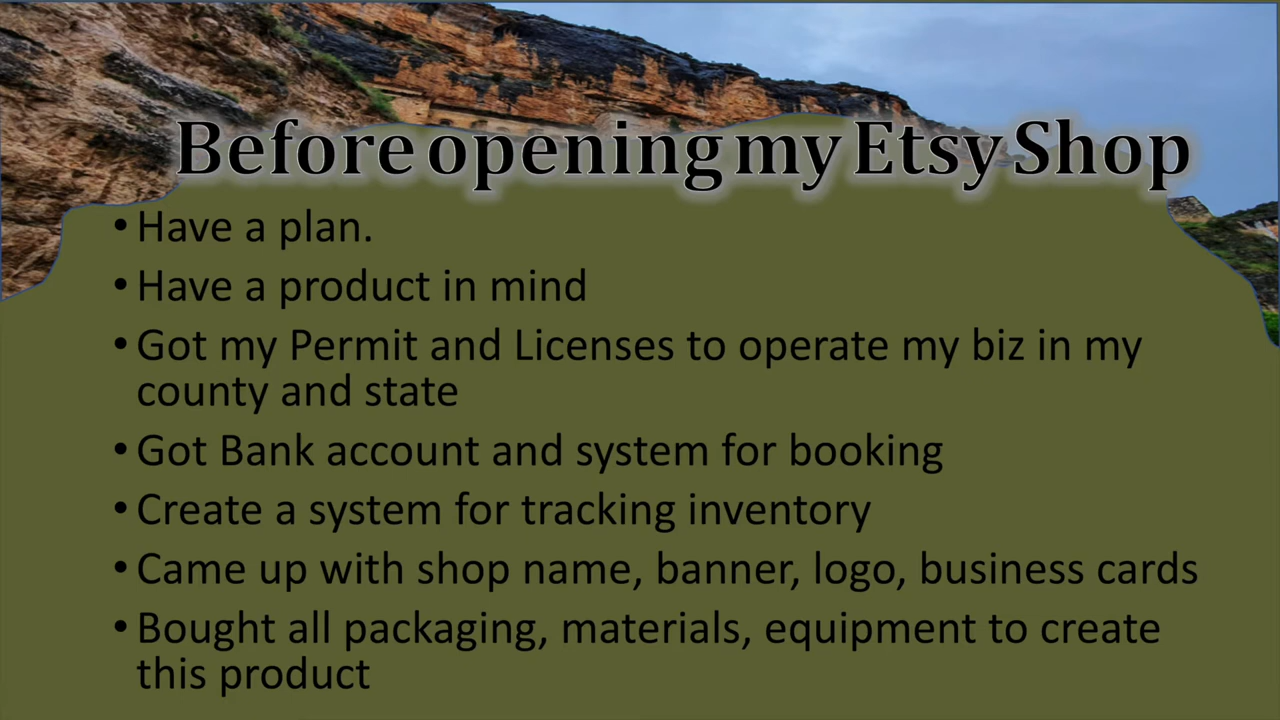 Before opening my Etsy Shop
• Have a plan.
• Have a product in mind
• Got my Permit and Licenses to operate my biz in my
county and state
• Got Bank account and system for booking
• Create a system for tracking inventory
• Came up with shop name, banner, logo, business cards
• Bought all packaging, materials, equipment to create
this product